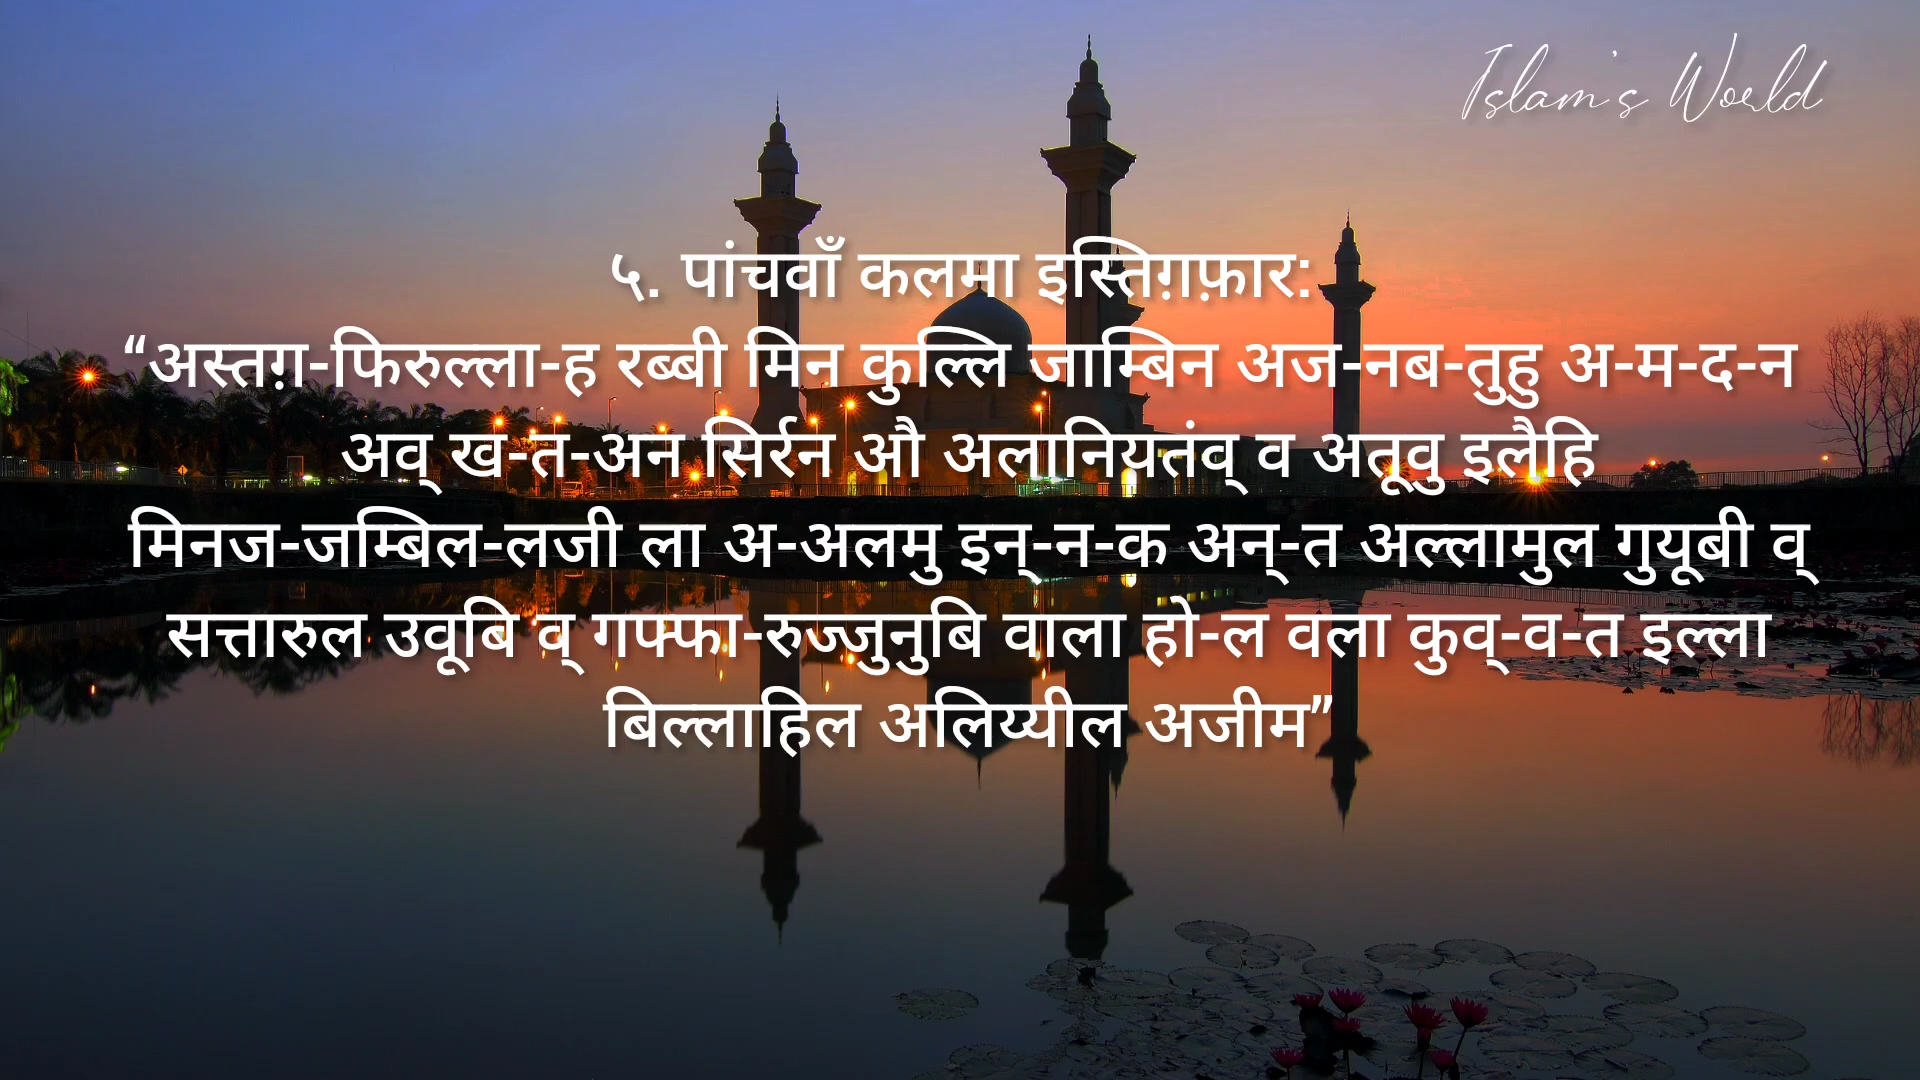 Islam's World
५. पांचवाँ कलमा इस्तिग़फ़ार:
“अस्तग़-फिरुल्ला-ह रब्बी मिन कुल्लि जाम्बिन अज-नब-तुहु अ-म-द-न
अव् ख-त-अन सिर्रन औ अलानियतंव् व अतूवु इलैहि
मिनज-जम्बिल-लजी ला अ-अलमु इन्-न-क अन्-त अल्लामुल गुयूबी व्
सत्तारुल उवूबि व् गफ्फा-रुज्जुनुबि वाला हो-ल वला कुव्-व-त इल्ला
बिल्लाहिल अलिय्यील अजीम”